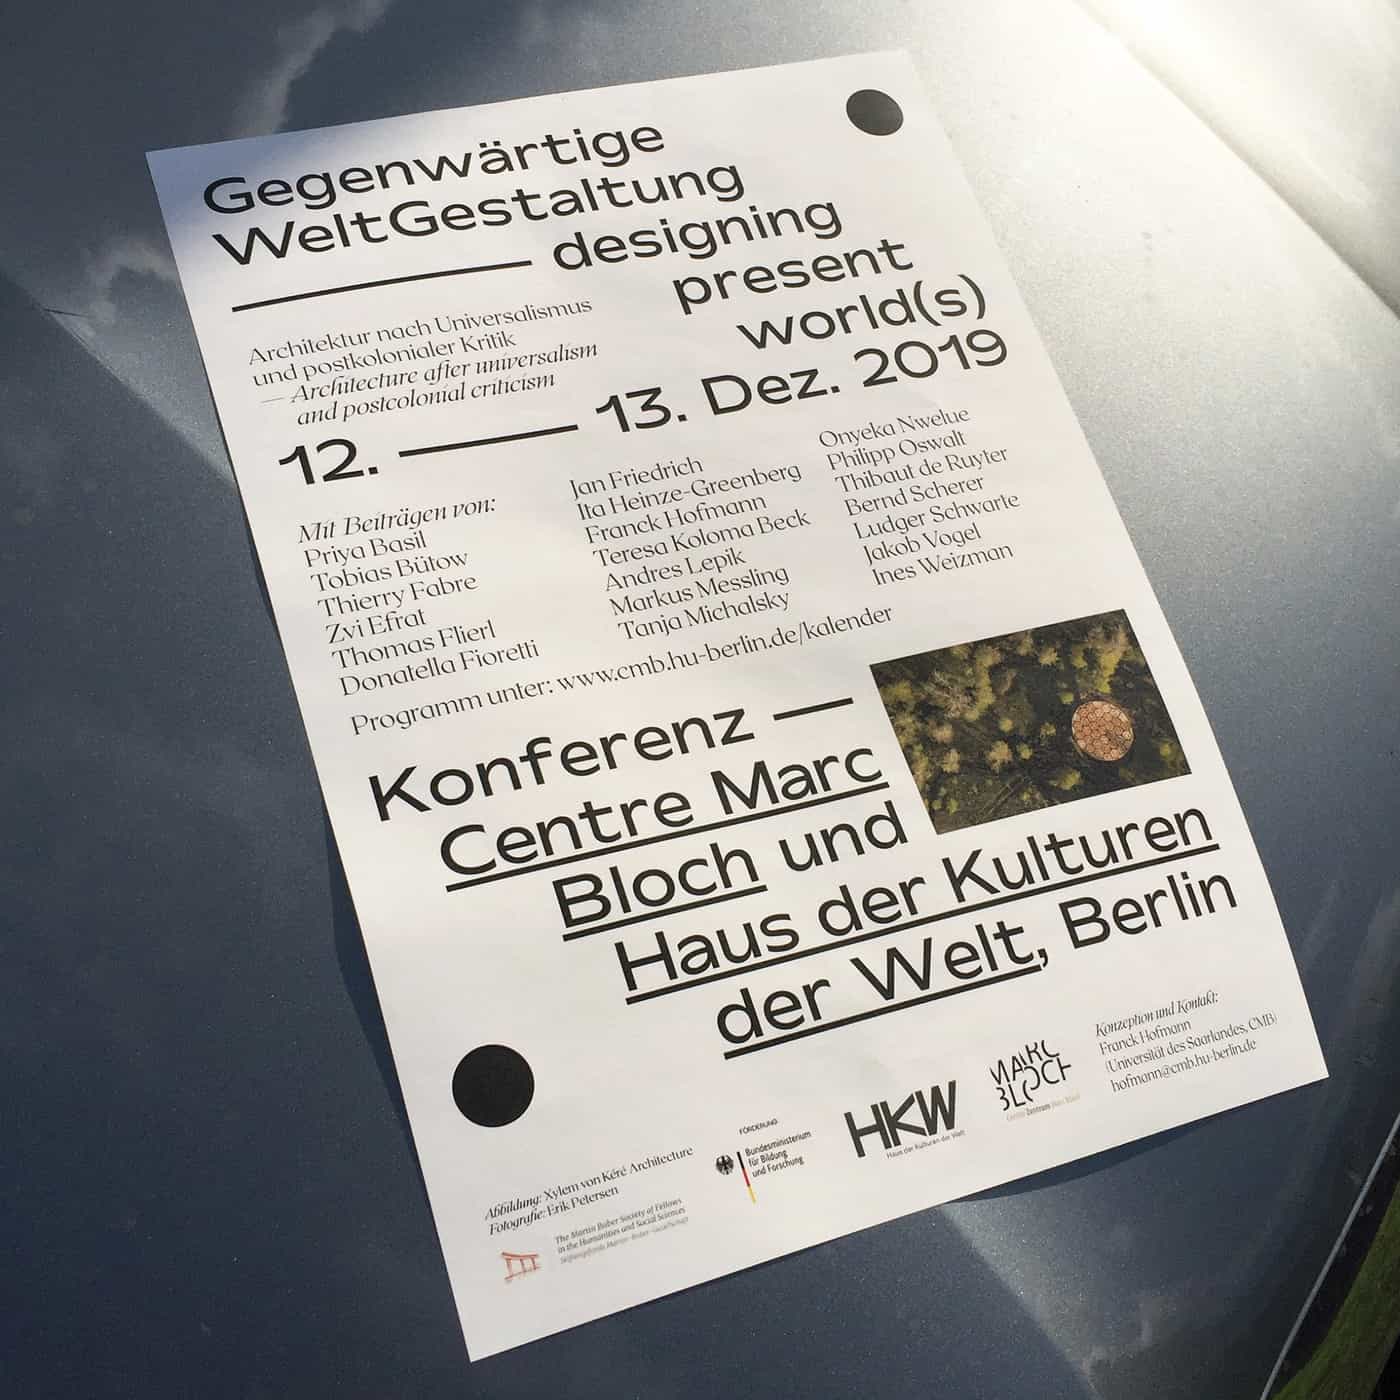 Gegenwärtige
WeltGestaltung
designing
present
world(s)
Architektur nach Universalismus
und postkolonialer Kritik
— Architecture after universalism
and postcolonial criticism
12. — 13. Dez. 2019
Mit Beiträgen von:
Priya Basil
Tobias Bütow
Thierry Fabre
Zvi Efrat
Thomas Flierl
Donatella Fioretti
Jan Friedrich
Ita Heinze-Greenberg
Franck Hofmann
Teresa Koloma Beck
Andres Lepik
Markus Messling
Tanja Michalsky
Onyeka Nwelue
Philipp Oswalt
Thibaut de Ruyter
Bernd Scherer
Ludger Schwarte
Jakob Vogel
Ines Weizman
Programm unter: www.cmb.hu-berlin.de/kalender
Konferenz —
Centre Marc
Bloch und
Haus der Kulturen
der Welt, Berlin
Konzeption und Kontakt:
Franck Hofmann
(Universität des Saarlandes, CMB)
hofmann@cmb.hu-berlin.de
MARC
BLOCH
Centre Zentrum Marc Bloch
HKW
Haus der Kulturen der Welt
FÖRDERUNG
Bundesministerium
für Bildung
und Forschung
Abbildung: Xylem von Kéré Architecture
Fotografie: Erik Petersen
The Martin Buber Society of Fellows
in the Humanities and Social Sciences